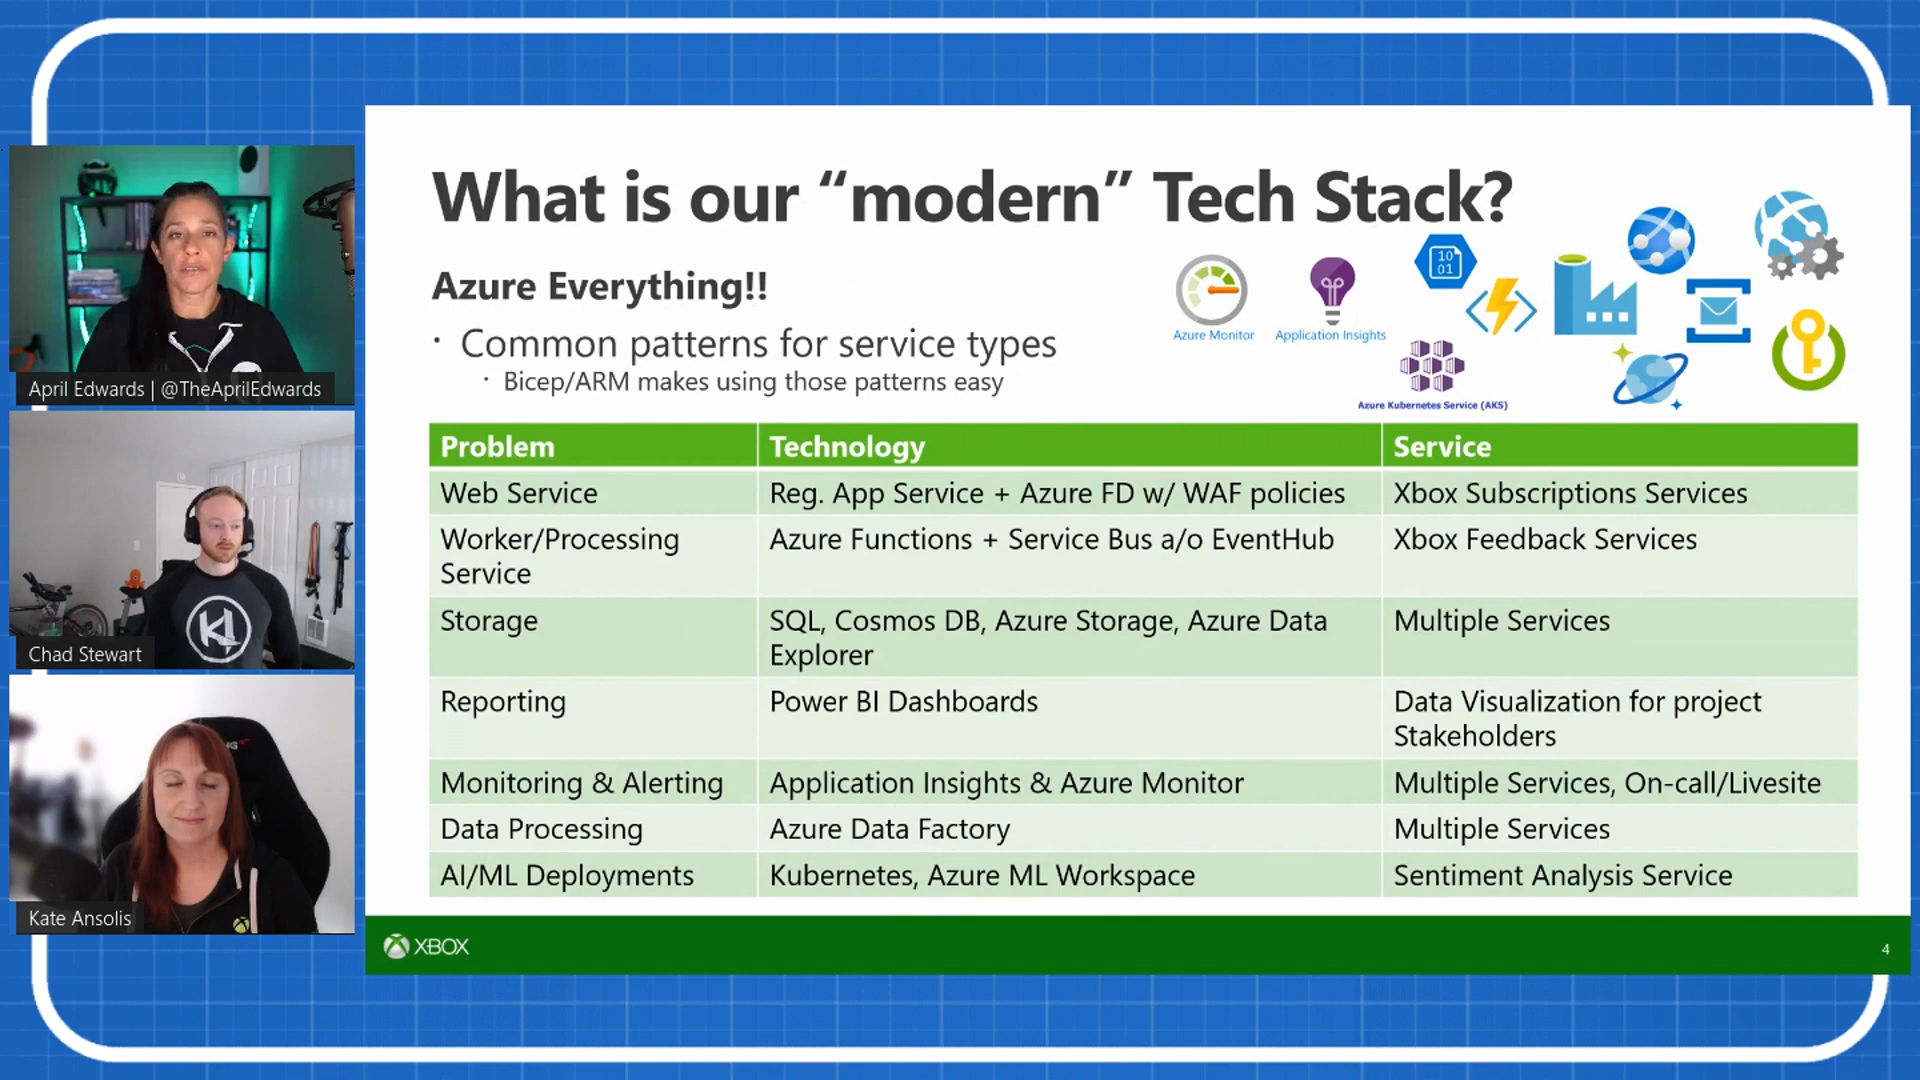 What is our “modern” Tech Stack?
Azure Everything!!
· Common patterns for service types
· Bicep/ARM makes using those patterns easy
Azure Monitor
Application Insights
10
01
Azure Kubernetes Service (AKS)
Problem Technology Service
Web Service Reg. App Service + Azure FD w/ WAF policies Xbox Subscriptions Services
Worker/Processing Azure Functions + Service Bus a/o EventHub Xbox Feedback Services
Service
Storage SQL, Cosmos DB, Azure Storage, Azure Data Multiple Services
Explorer
Reporting Power BI Dashboards Data Visualization for project
Stakeholders
Monitoring & Alerting Application Insights & Azure Monitor Multiple Services, On-call/Livesite
Data Processing Azure Data Factory Multiple Services
AI/ML Deployments Kubernetes, Azure ML Workspace Sentiment Analysis Service
XBOX
4
April Edwards | @TheAprilEdwards
Chad Stewart
Kate Ansolis